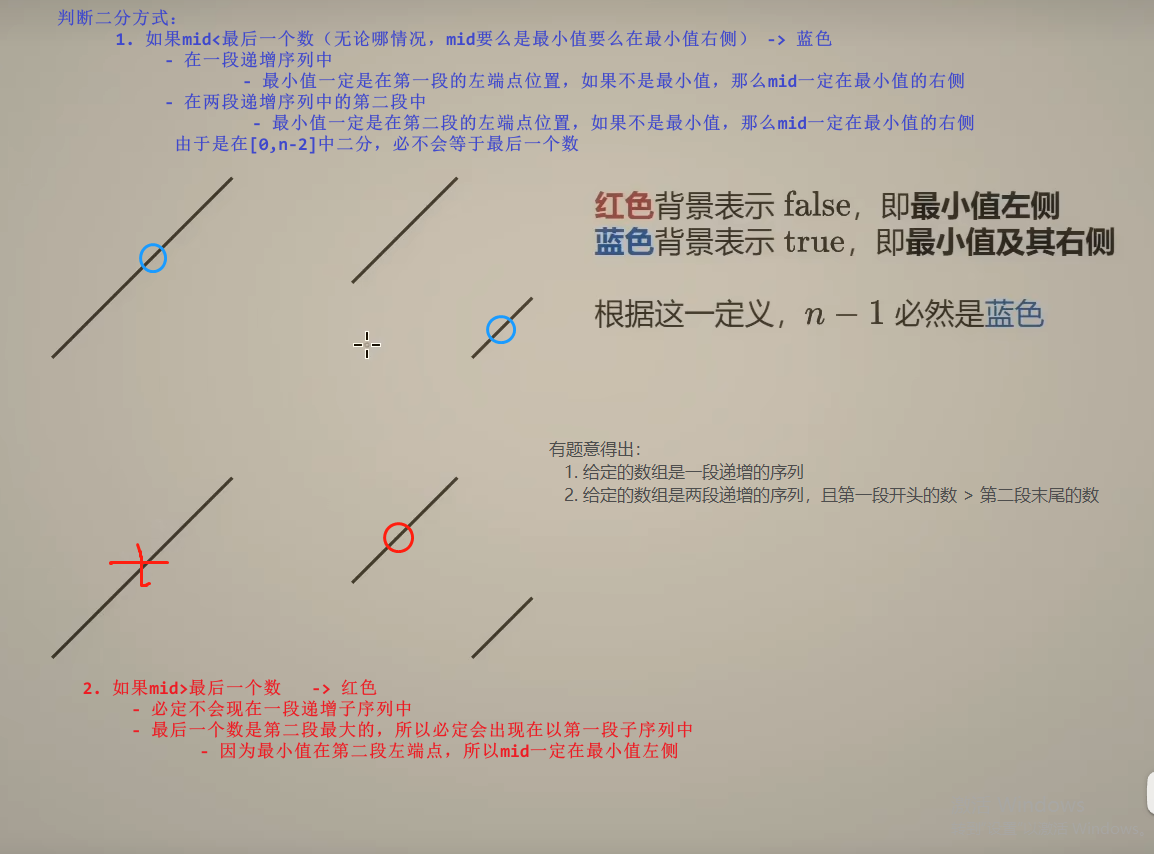 判断二分方式：
1. 如果mid<最后一个数（无论哪情况，mid要么是最小值要么在最小值右侧） -> 蓝色
- 在一段递增序列中
- 最小值一定是在第一段的左端点位置，如果不是最小值，那么mid一定在最小值的右侧
- 在两段递增序列中的第二段中
- 最小值一定是在第二段的左端点位置，如果不是最小值，那么mid一定在最小值的右侧
由于是在[0,n-2]中二分，必不会等于最后一个数
红色背景表示 false，即最小值左侧
蓝色背景表示 true，即最小值及其右侧
根据这一定义，n − 1 必然是蓝色
有题意得出：
1. 给定的数组是一段递增的序列
2. 给定的数组是两段递增的序列，且第一段开头的数 > 第二段末尾的数
2. 如果mid>最后一个数 -> 红色
- 必定不会现在一段递增子序列中
- 最后一个数是第二段最大的，所以必定会出现在以第一段子序列中
- 因为最小值在第二段左端点，所以mid一定在最小值左侧